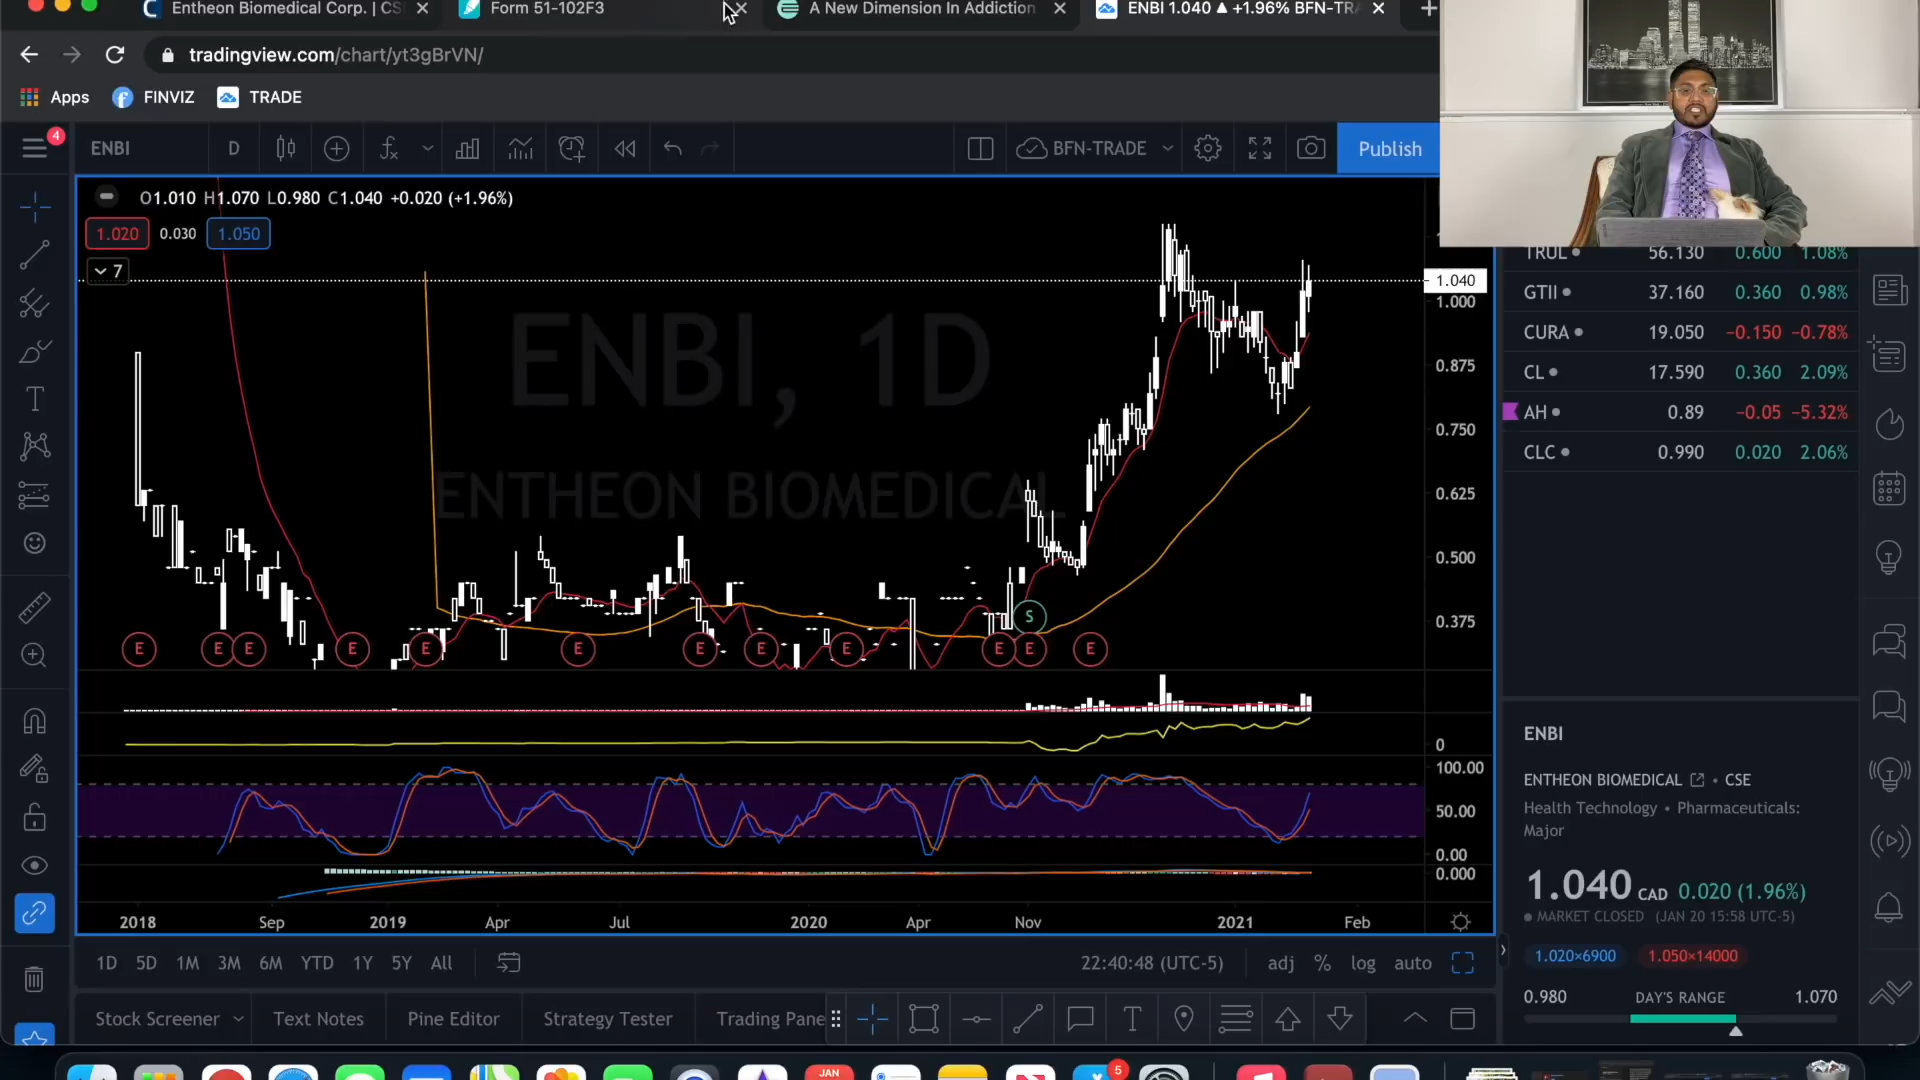 Entheon Biomedical Corp. | CS
Form 51-102F3
A New Dimension In Addiction
ENBI 1.040 ▲ +1.96% BFN-TR
tradingview.com/chart/yt3gBrVN/
Apps
FINVIZ
TRADE
4
ENBI
D
BFN-TRADE
Publish
O1.010 H1.070 L0.980 C1.040 +0.020 (+1.96%)
1.020
0.030
1.050
7
ENBI, 1D
ENTHEON BIOMEDICAL
1.040
1.000
0.875
0.750
0.625
0.500
0.375
S
E E E E E E E E E E E E
0
100.00
50.00
0.00
0.000
2018 Sep 2019 Apr Jul 2020 Apr Nov 2021 Feb
1D 5D 1M 3M 6M YTD 1Y 5Y All
22:40:48 (UTC-5)
adj % log auto
Stock Screener
Text Notes
Pine Editor
Strategy Tester
Trading Pane
TRUL 56.130 0.600 1.08%
GTII 37.160 0.360 0.98%
CURA 19.050 −0.150 −0.78%
CL 17.590 0.360 2.09%
AH 0.89 −0.05 −5.32%
CLC 0.990 0.020 2.06%
ENBI
ENTHEON BIOMEDICAL • CSE
Health Technology • Pharmaceuticals:
Major
1.040 CAD 0.020 (1.96%)
MARKET CLOSED (JAN 20 15:58 UTC-5)
1.020×6900
1.050×14000
0.980 DAY'S RANGE 1.070
JAN
5